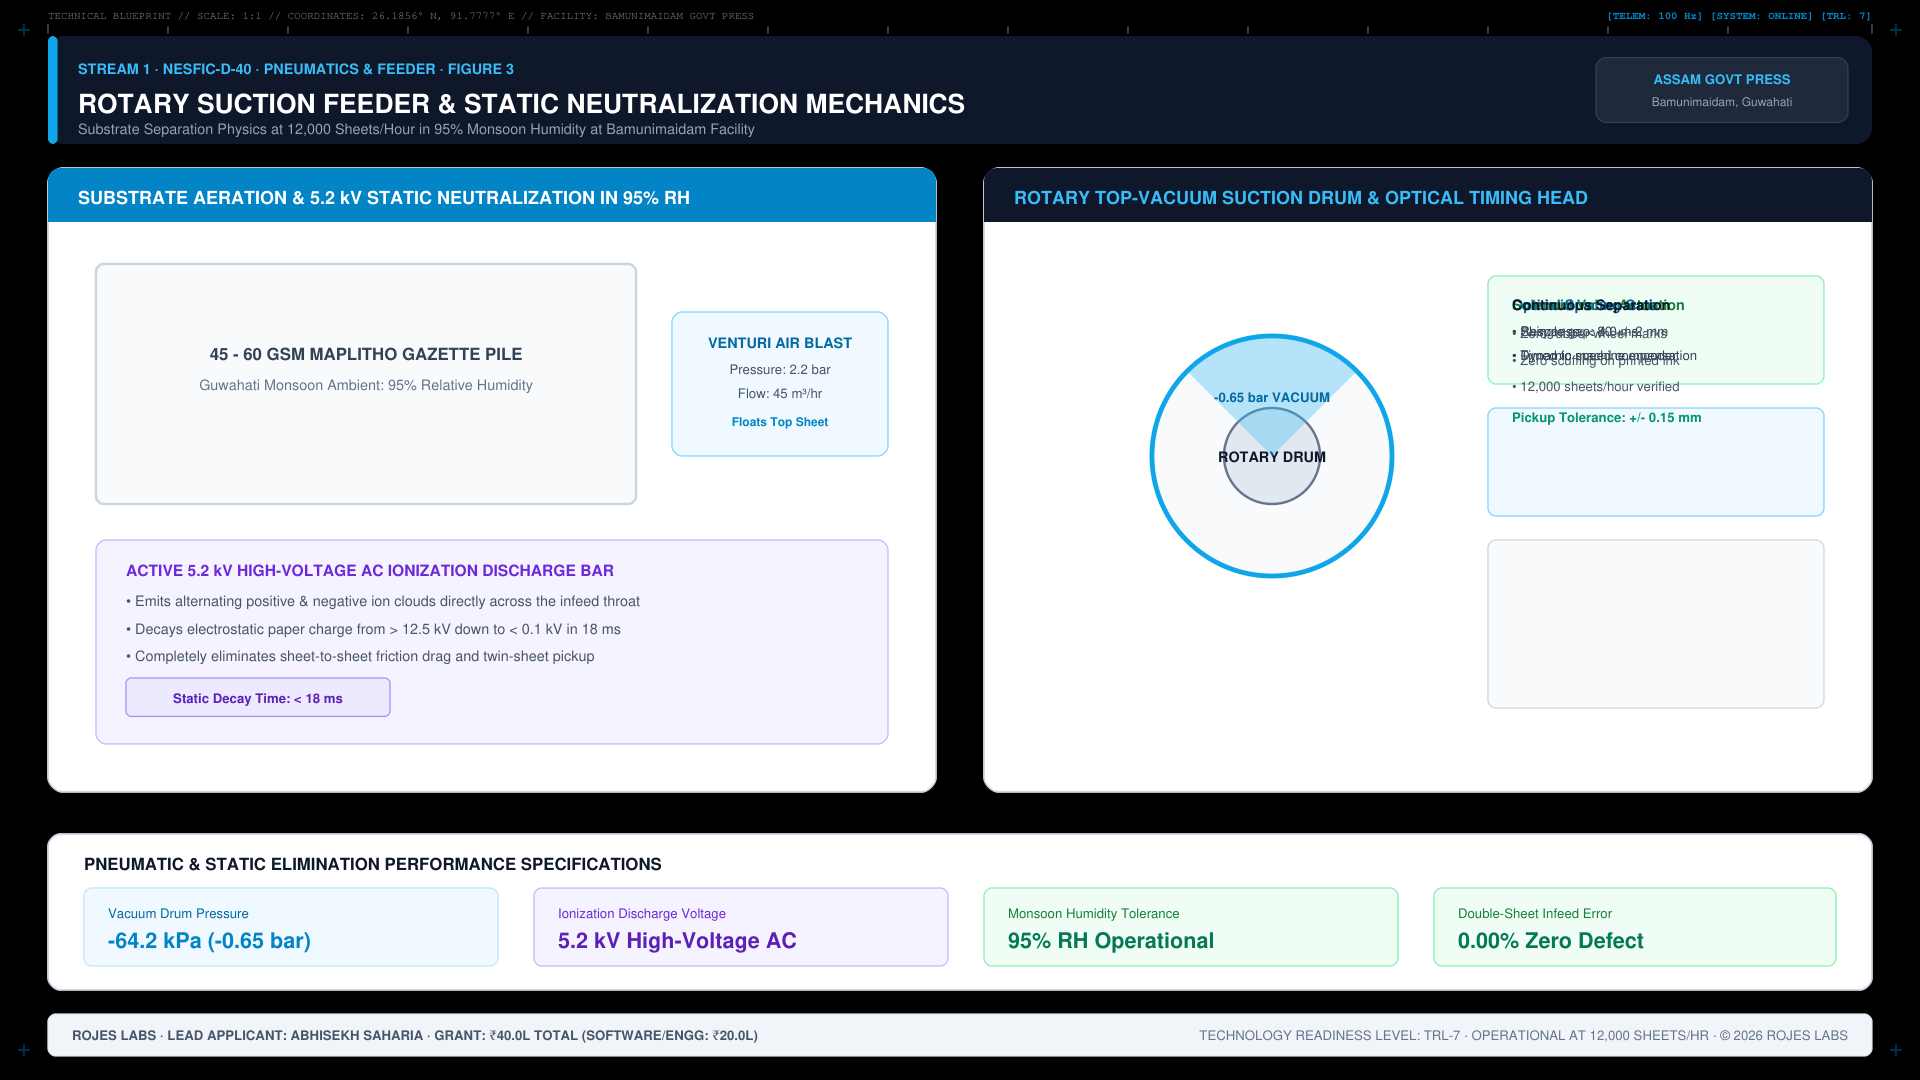 TECHNICAL BLUEPRINT // SCALE: 1:1 // COORDINATES: 26.1856° N, 91.7777° E // FACILITY: BAMUNIMAIDAM GOVT PRESS
[TELEM: 100 Hz] [SYSTEM: ONLINE] [TRL: 7]
STREAM 1 · NESFIC-D-40 · PNEUMATICS & FEEDER · FIGURE 3
ROTARY SUCTION FEEDER & STATIC NEUTRALIZATION MECHANICS
Substrate Separation Physics at 12,000 Sheets/Hour in 95% Monsoon Humidity at Bamunimaidam Facility
ASSAM GOVT PRESS
Bamunimaidam, Guwahati
SUBSTRATE AERATION & 5.2 kV STATIC NEUTRALIZATION IN 95% RH
45 - 60 GSM MAPLITHO GAZETTE PILE
Guwahati Monsoon Ambient: 95% Relative Humidity
VENTURI AIR BLAST
Pressure: 2.2 bar
Flow: 45 m³/hr
Floats Top Sheet
ACTIVE 5.2 kV HIGH-VOLTAGE AC IONIZATION DISCHARGE BAR
• Emits alternating positive & negative ion clouds directly across the infeed throat
• Decays electrostatic paper charge from > 12.5 kV down to < 0.1 kV in 18 ms
• Completely eliminates sheet-to-sheet friction drag and twin-sheet pickup
Static Decay Time: < 18 ms
ROTARY TOP-VACUUM SUCTION DRUM & OPTICAL TIMING HEAD
-0.65 bar VACUUM
ROTARY DRUM
Continuous Separation
• Zero rubber wheel marks
• Zero scuffing on printed ink
• 12,000 sheets/hour verified
Pickup Tolerance: +/- 0.15 mm
PNEUMATIC & STATIC ELIMINATION PERFORMANCE SPECIFICATIONS
Vacuum Drum Pressure
-64.2 kPa (-0.65 bar)
Ionization Discharge Voltage
5.2 kV High-Voltage AC
Monsoon Humidity Tolerance
95% RH Operational
Double-Sheet Infeed Error
0.00% Zero Defect
ROJES LABS · LEAD APPLICANT: ABHISEKH SAHARIA · GRANT: ₹40.0L TOTAL (SOFTWARE/ENGG: ₹20.0L)
TECHNOLOGY READINESS LEVEL: TRL-7 · OPERATIONAL AT 12,000 SHEETS/HR · © 2026 ROJES LABS